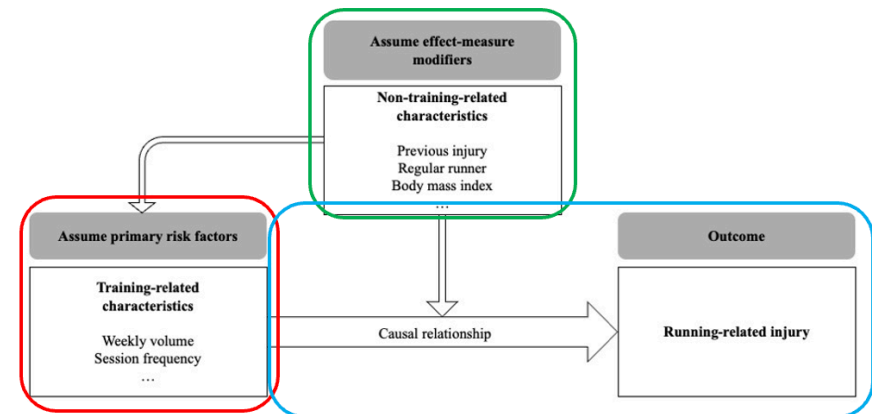 Assume effect-measure
modifiers
Non-training-related
characteristics
Previous injury
Regular runner
Body mass index
…
Assume primary risk factors
Training-related
characteristics
Weekly volume
Session frequency
…
Causal relationship
Outcome
Running-related injury